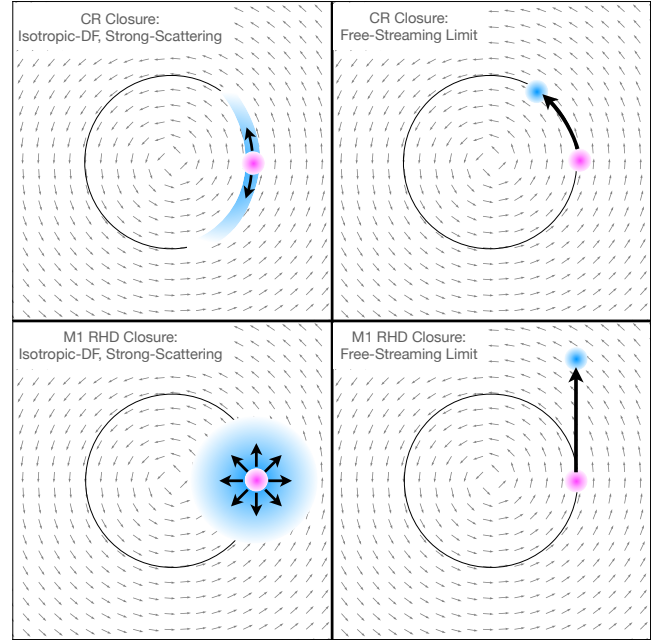 CR Closure:
Isotropic-DF, Strong-Scattering
CR Closure:
Free-Streaming Limit
M1 RHD Closure:
Isotropic-DF, Strong-Scattering
M1 RHD Closure:
Free-Streaming Limit